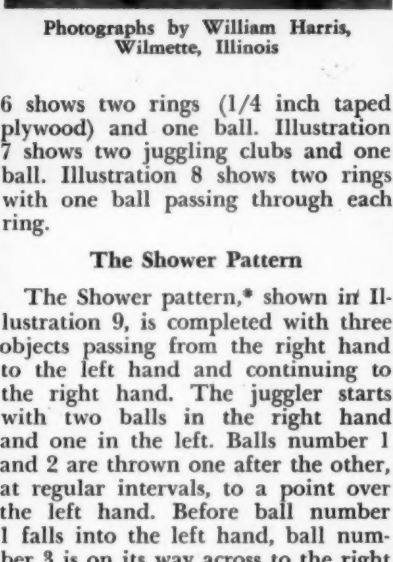 Photographs by William Harris,
Wilmette, Illinois
6 shows two rings (1/4 inch taped
plywood) and one ball. Illustration
7 shows two juggling clubs and one
ball. Illustration 8 shows two rings
with one ball passing through each
ring.
The Shower Pattern
The Shower pattern,* shown in Il-
lustration 9, is completed with three
objects passing from the right hand
to the left hand and continuing to
the right hand. The juggler starts
with two balls in the right hand
and one in the left. Balls number 1
and 2 are thrown one after the other,
at regular intervals, to a point over
the left hand. Before ball number
1 falls into the left hand, ball num-
ber 3 is on its way across to the right